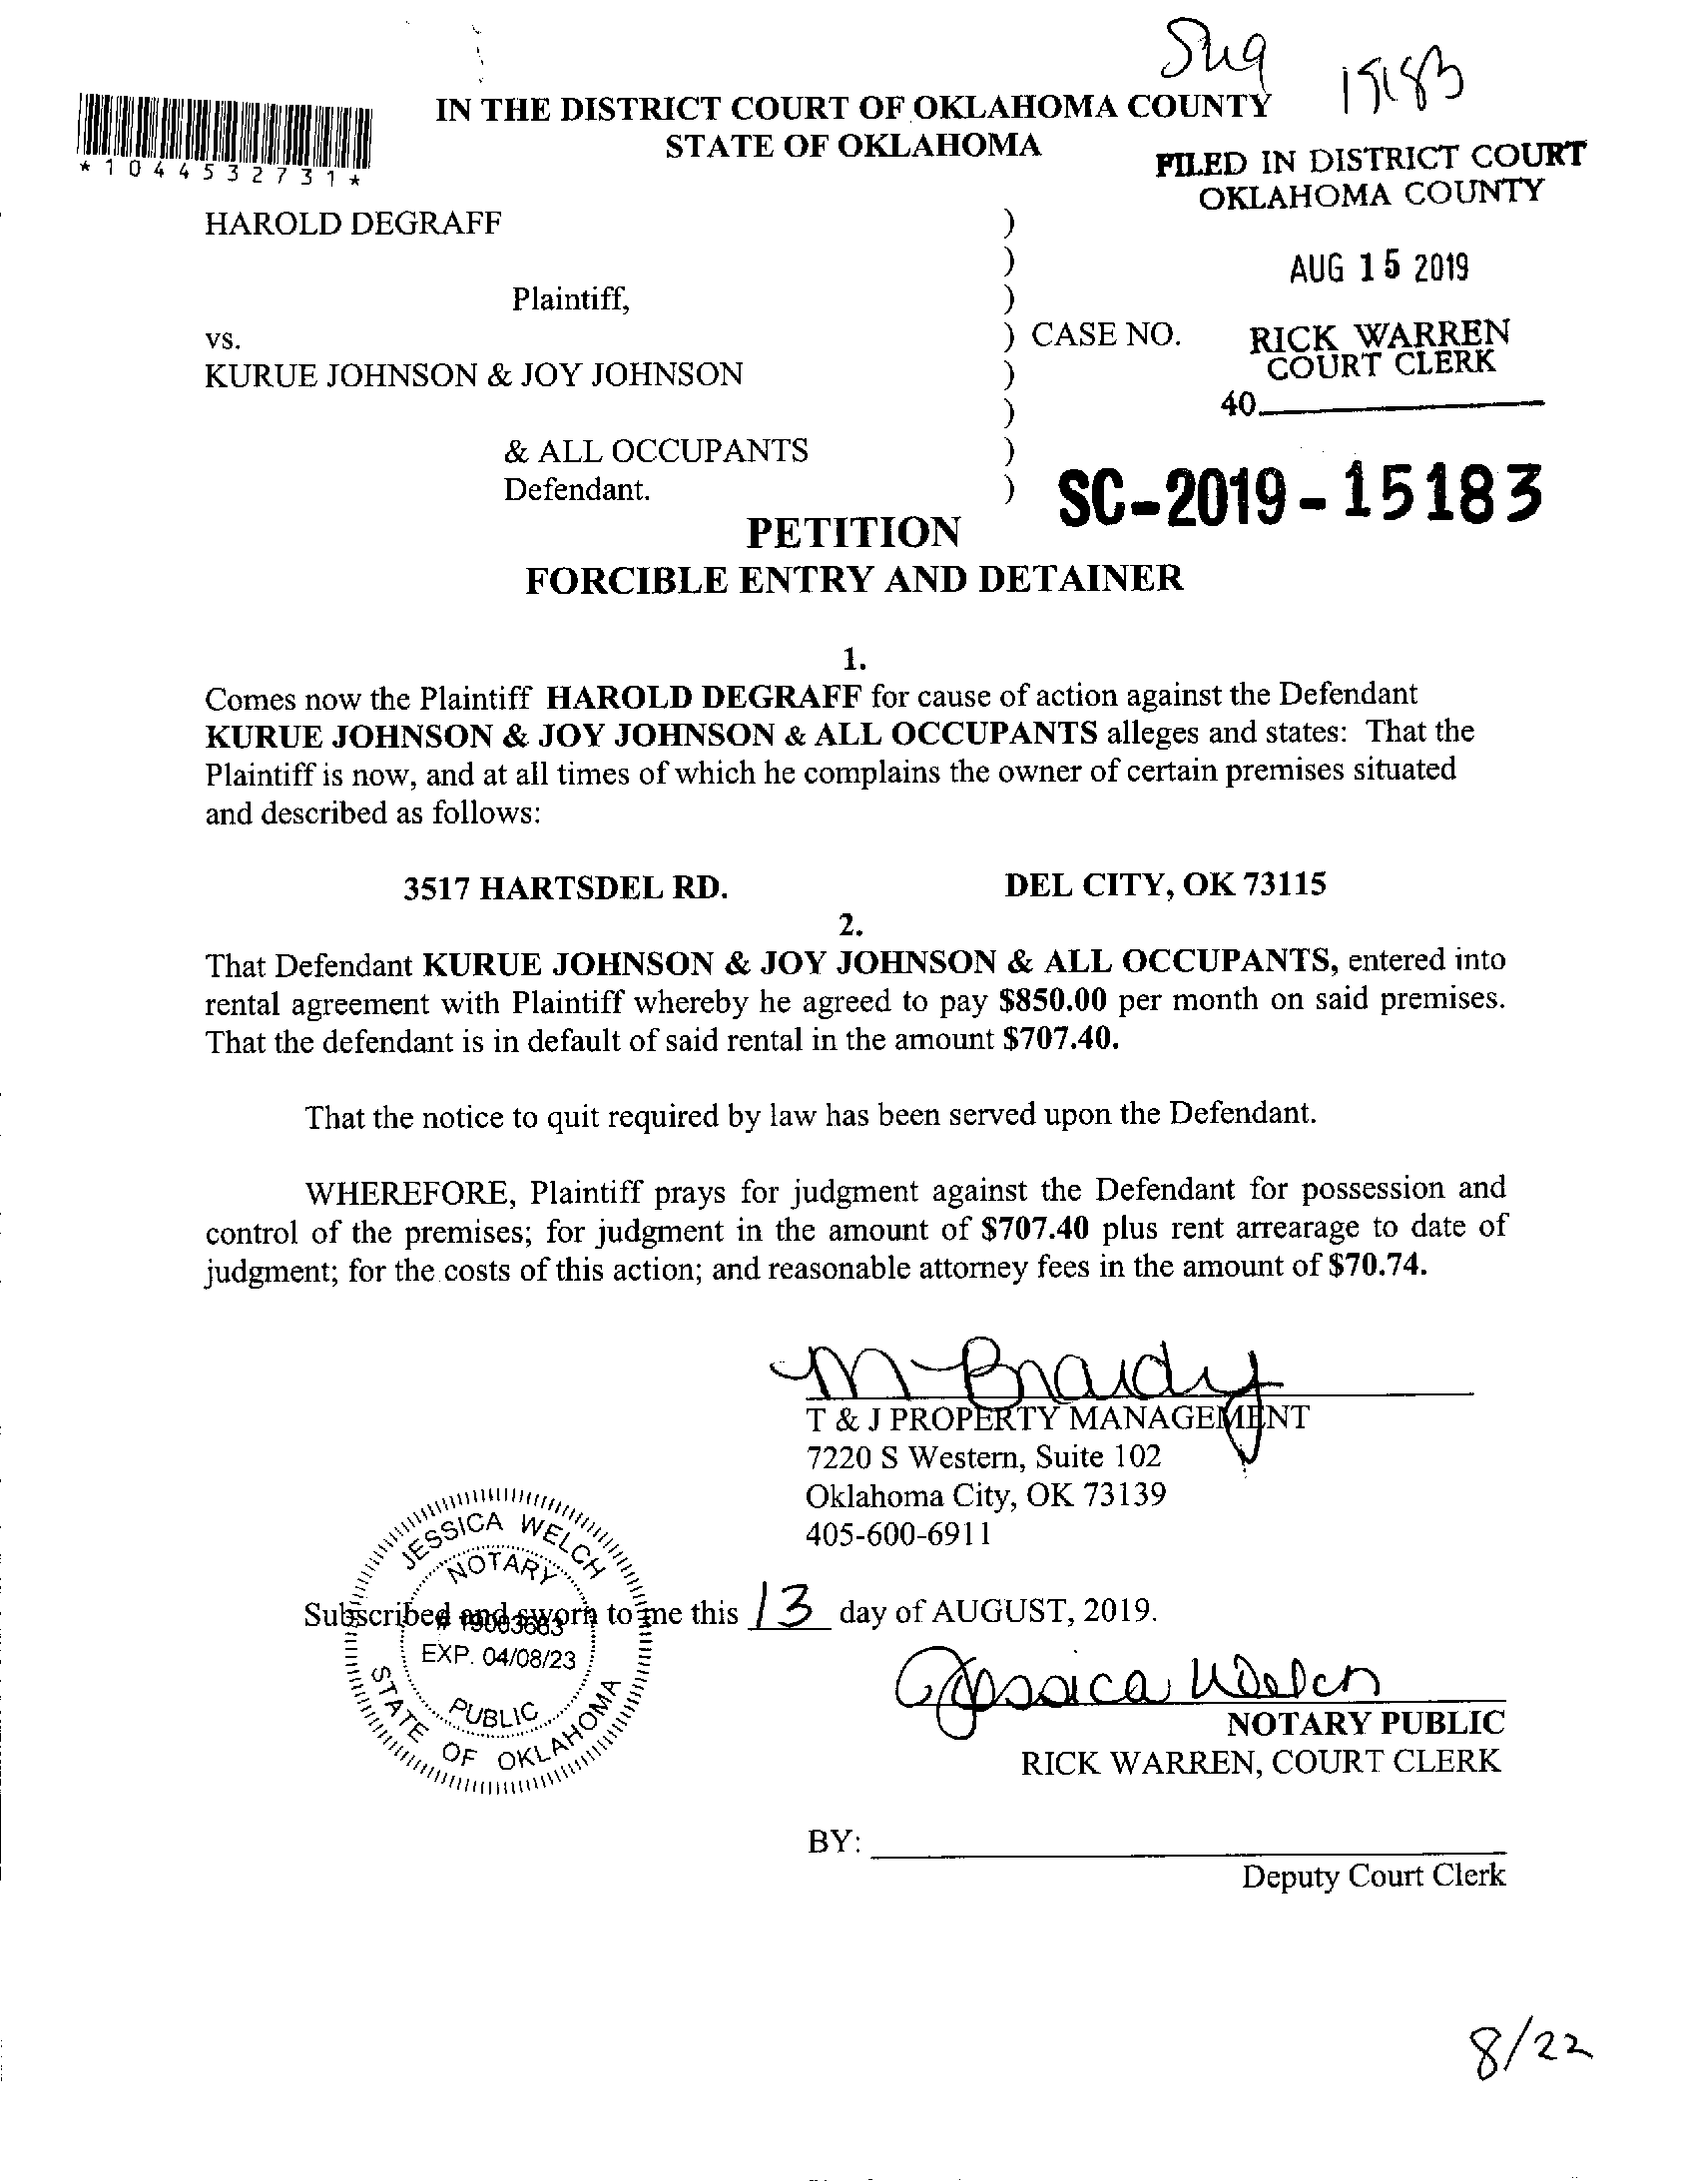 15183
IN THE DISTRICT COURT OF OKLAHOMA COUNTY
STATE OF OKLAHOMA
*1044532731*
FILED IN DISTRICT COURT
OKLAHOMA COUNTY
AUG 15 2019
RICK WARREN
COURT CLERK
40
HAROLD DEGRAFF )
)
Plaintiff, )
vs. ) CASE NO.
KURUE JOHNSON & JOY JOHNSON )
)
& ALL OCCUPANTS )
Defendant. )
SC-2019-15183
PETITION
FORCIBLE ENTRY AND DETAINER
1.
Comes now the Plaintiff HAROLD DEGRAFF for cause of action against the Defendant
KURUE JOHNSON & JOY JOHNSON & ALL OCCUPANTS alleges and states: That the
Plaintiff is now, and at all times of which he complains the owner of certain premises situated
and described as follows:
3517 HARTSDEL RD. DEL CITY, OK 73115
2.
That Defendant KURUE JOHNSON & JOY JOHNSON & ALL OCCUPANTS, entered into
rental agreement with Plaintiff whereby he agreed to pay $850.00 per month on said premises.
That the defendant is in default of said rental in the amount $707.40.
That the notice to quit required by law has been served upon the Defendant.
WHEREFORE, Plaintiff prays for judgment against the Defendant for possession and
control of the premises; for judgment in the amount of $707.40 plus rent arrearage to date of
judgment; for the costs of this action; and reasonable attorney fees in the amount of $70.74.
T & J PROPERTY MANAGEMENT
7220 S Western, Suite 102
Oklahoma City, OK 73139
405-600-6911
JESSICA WELCH
NOTARY
# 19003683
EXP. 04/08/23
PUBLIC
STATE OF OKLAHOMA
Subscribed and sworn to me this 13 day of AUGUST, 2019.
Jessica Welch
NOTARY PUBLIC
RICK WARREN, COURT CLERK
BY:
Deputy Court Clerk
8/22